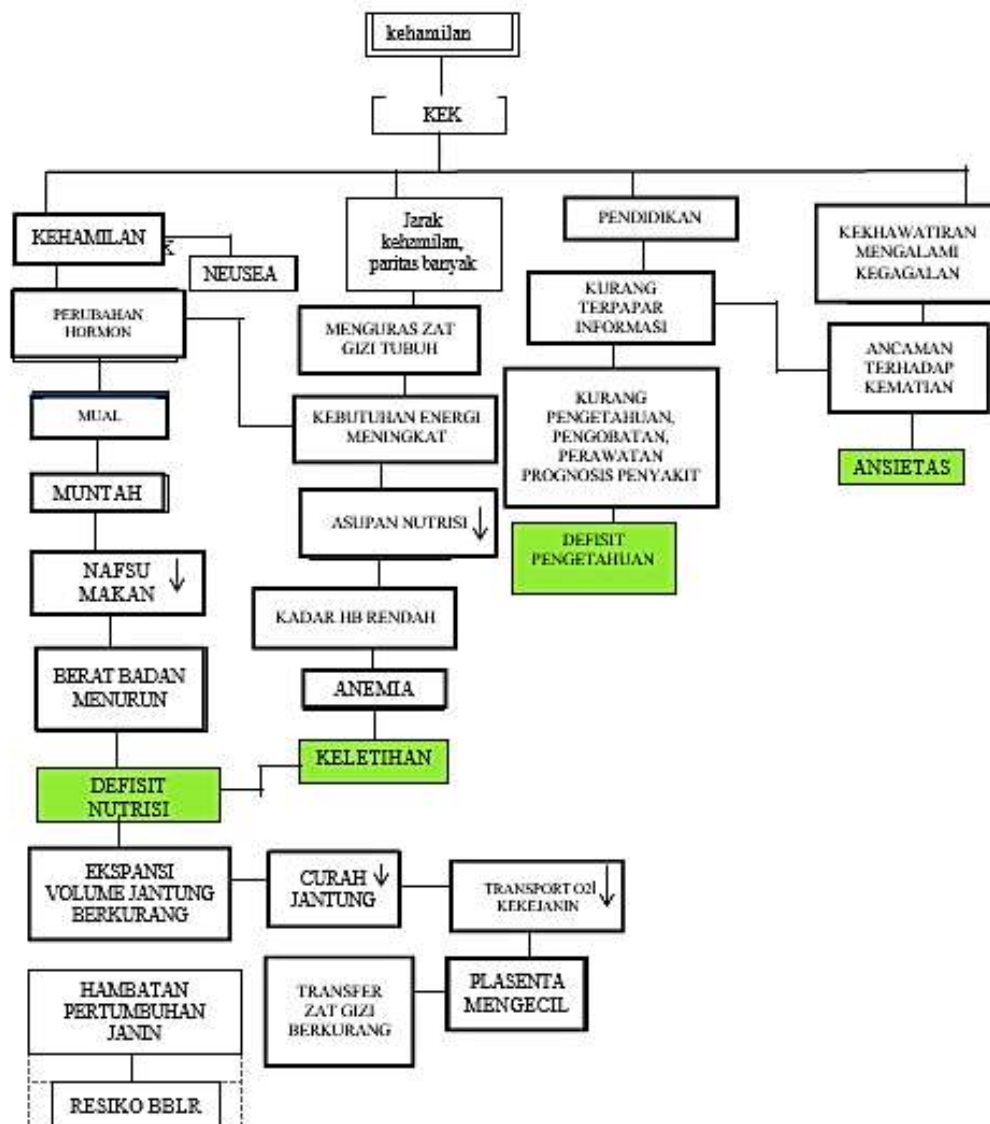 kehamilan
KEK
KEHAMILAN
K
NEUSEA
Jarak
kehamilan,
paritas banyak
PENDIDIKAN
KEKHAWATIRAN
MENGALAMI
KEGAGALAN
PERUBAHAN
HORMON
MENGURAS ZAT
GIZI TUBUH
KURANG
TERPAPAR
INFORMASI
ANCAMAN
TERHADAP
KEMATIAN
MUAL
KEBUTUHAN ENERGI
MENINGKAT
KURANG
PENGETAHUAN,
PENGOBATAN,
PERAWATAN
PROGNOSIS PENYAKIT
ANSIETAS
MUNTAH
ASUPAN NUTRISI ↓
DEFISIT
PENGETAHUAN
NAFSU ↓
MAKAN
KADAR HB RENDAH
BERAT BADAN
MENURUN
ANEMIA
KELETIHAN
DEFISIT
NUTRISI
EKSPANSI
VOLUME JANTUNG
BERKURANG
CURAH ↓
JANTUNG
TRANSPORT O2 ↓
KEKEJANIN
HAMBATAN
PERTUMBUHAN
JANIN
TRANSFER
ZAT GIZI
BERKURANG
PLASENTA
MENGECIL
RESIKO BBLR